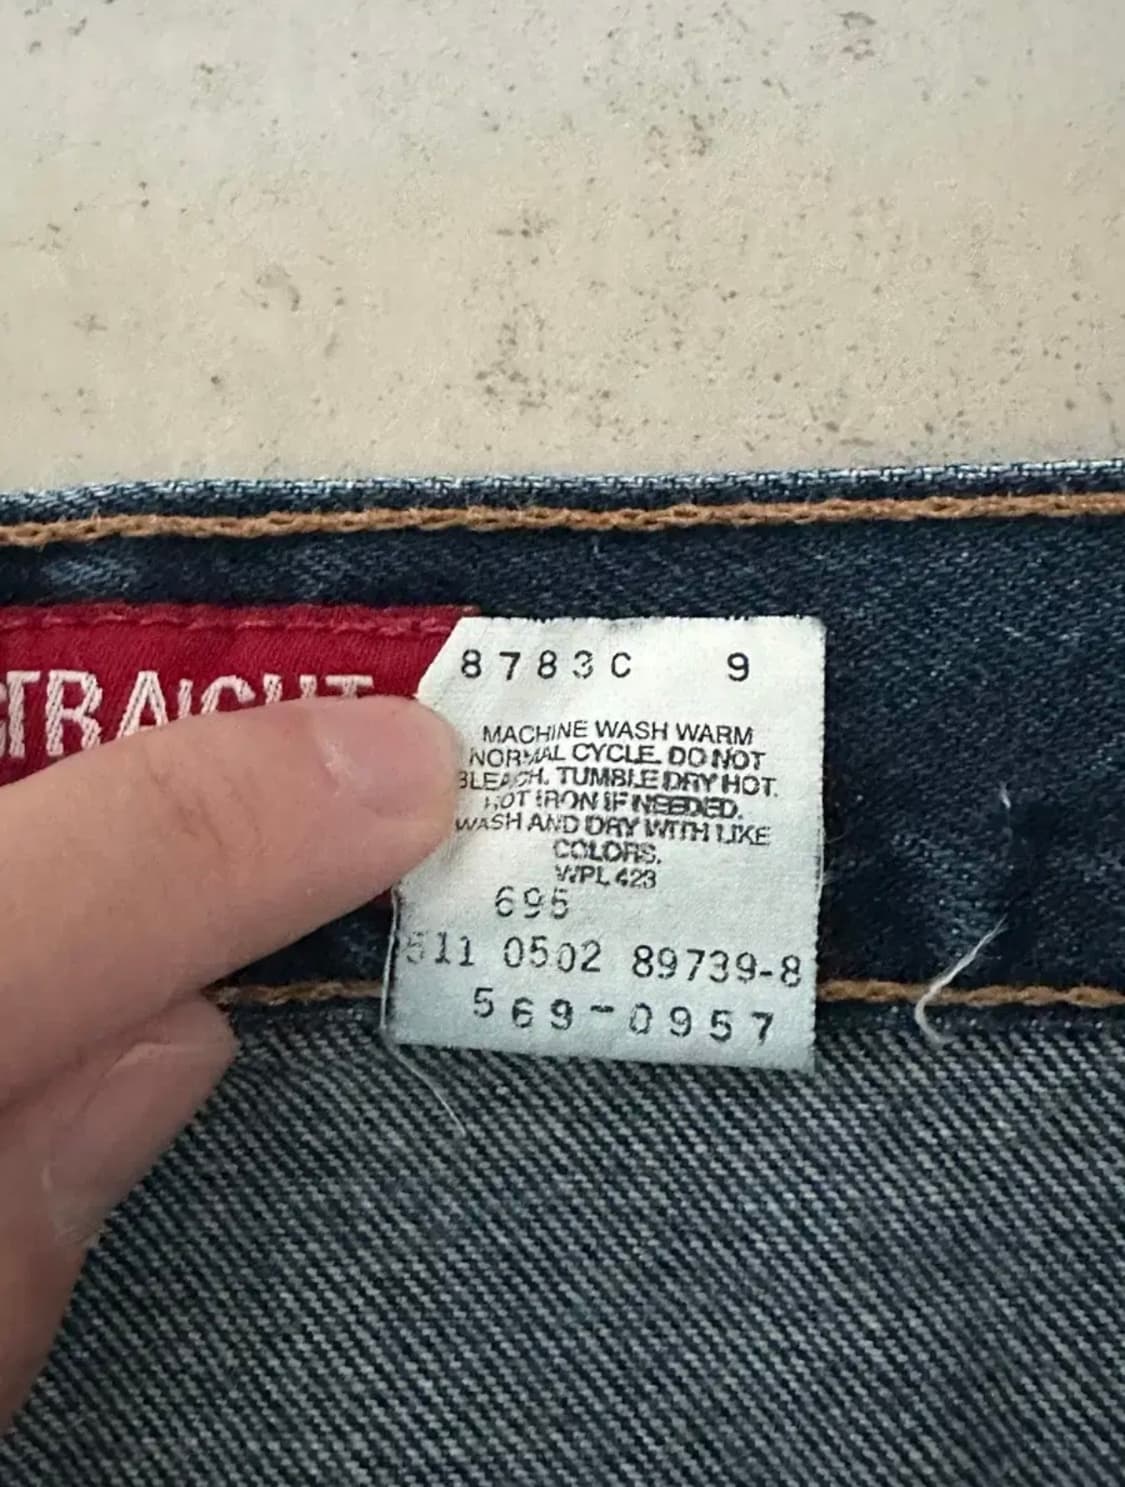 STRAIGHT
8783C 9
MACHINE WASH WARM
NORMAL CYCLE. DO NOT
BLEACH. TUMBLE DRY HOT.
HOT IRON IF NEEDED.
WASH AND DRY WITH LIKE
COLORS.
WPL 423
695
511 0502 89739-8
569-0957